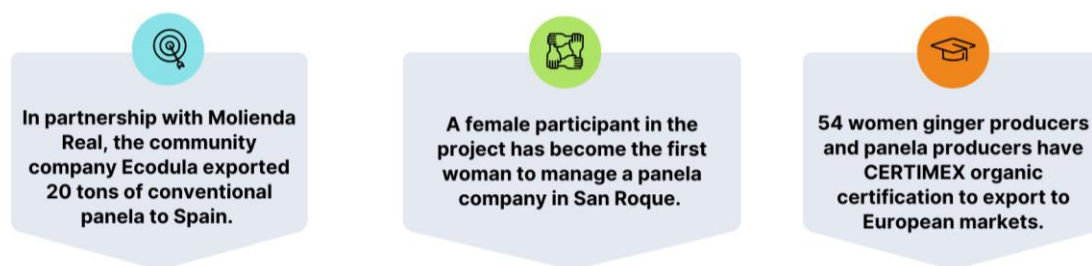 In partnership with Molienda
Real, the community
company Ecodula exported
20 tons of conventional
panela to Spain.
A female participant in the
project has become the first
woman to manage a panela
company in San Roque.
54 women ginger producers
and panela producers have
CERTIMEX organic
certification to export to
European markets.